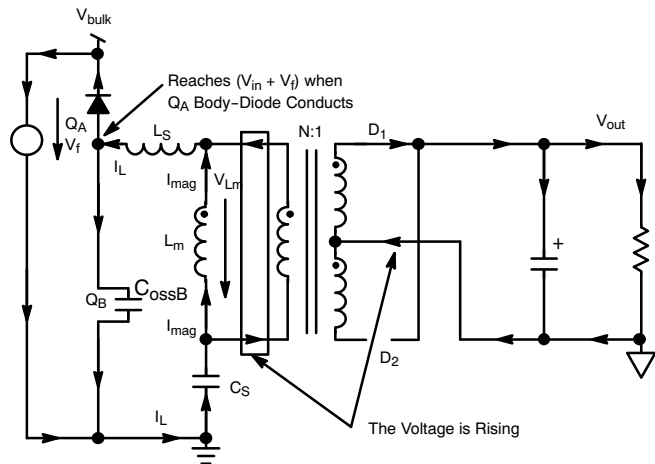 V_bulk
Reaches (V_in + V_f) when
Q_A Body–Diode Conducts
Q_A
V_f
L_S
I_L
N:1
D_1
V_out
I_mag
V_Lm
L_m
+
Q_B
C_ossB
I_mag
D_2
C_S
I_L
The Voltage is Rising